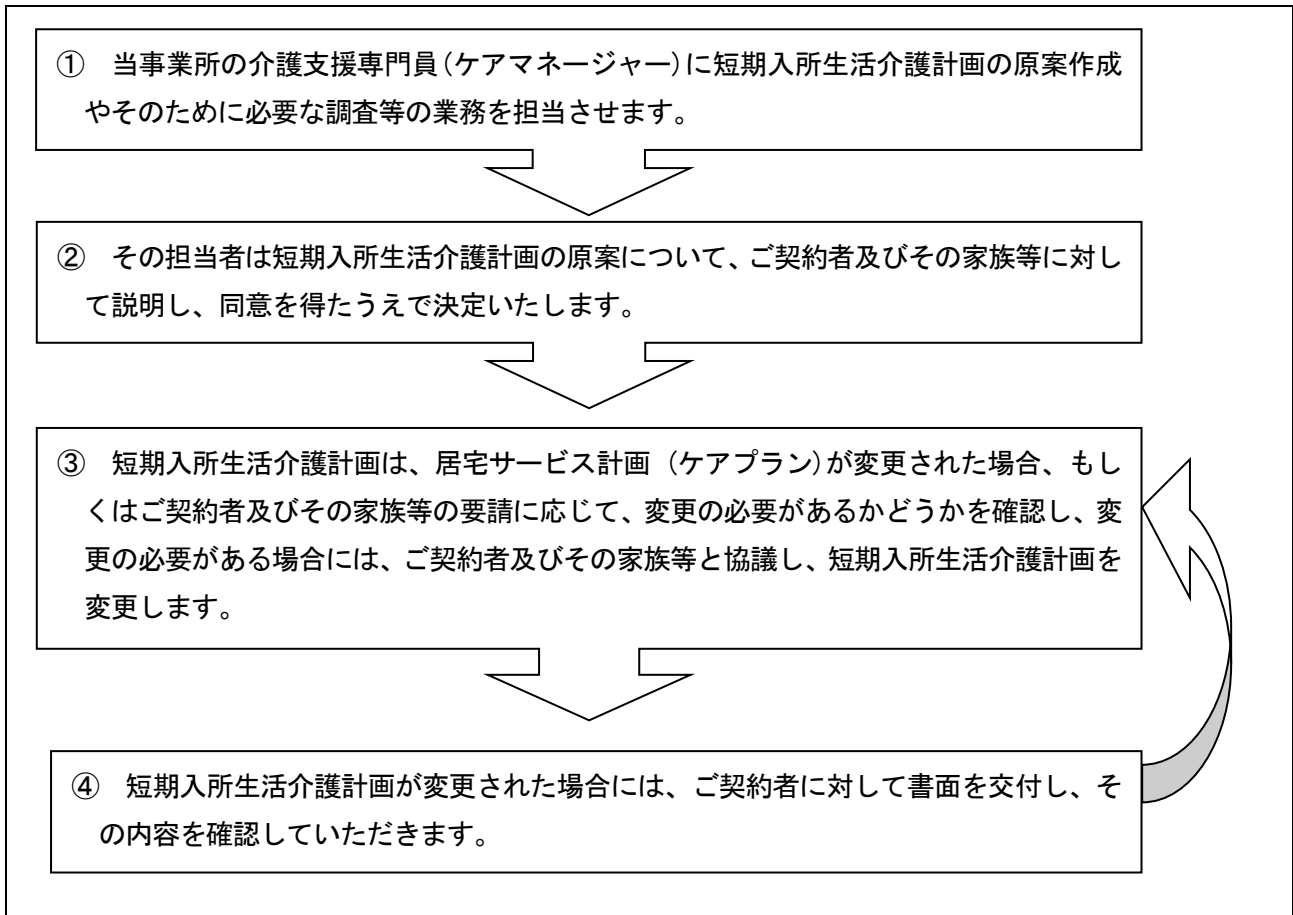 ① 当事業所の介護支援専門員(ケアマネージャー)に短期入所生活介護計画の原案作成
やそのために必要な調査等の業務を担当させます。
② その担当者は短期入所生活介護計画の原案について、ご契約者及びその家族等に対し
て説明し、同意を得たうえで決定いたします。
③ 短期入所生活介護計画は、居宅サービス計画(ケアプラン)が変更された場合、もし
くはご契約者及びその家族等の要請に応じて、変更の必要があるかどうかを確認し、変
更の必要がある場合には、ご契約者及びその家族等と協議し、短期入所生活介護計画を
変更します。
④ 短期入所生活介護計画が変更された場合には、ご契約者に対して書面を交付し、そ
の内容を確認していただきます。